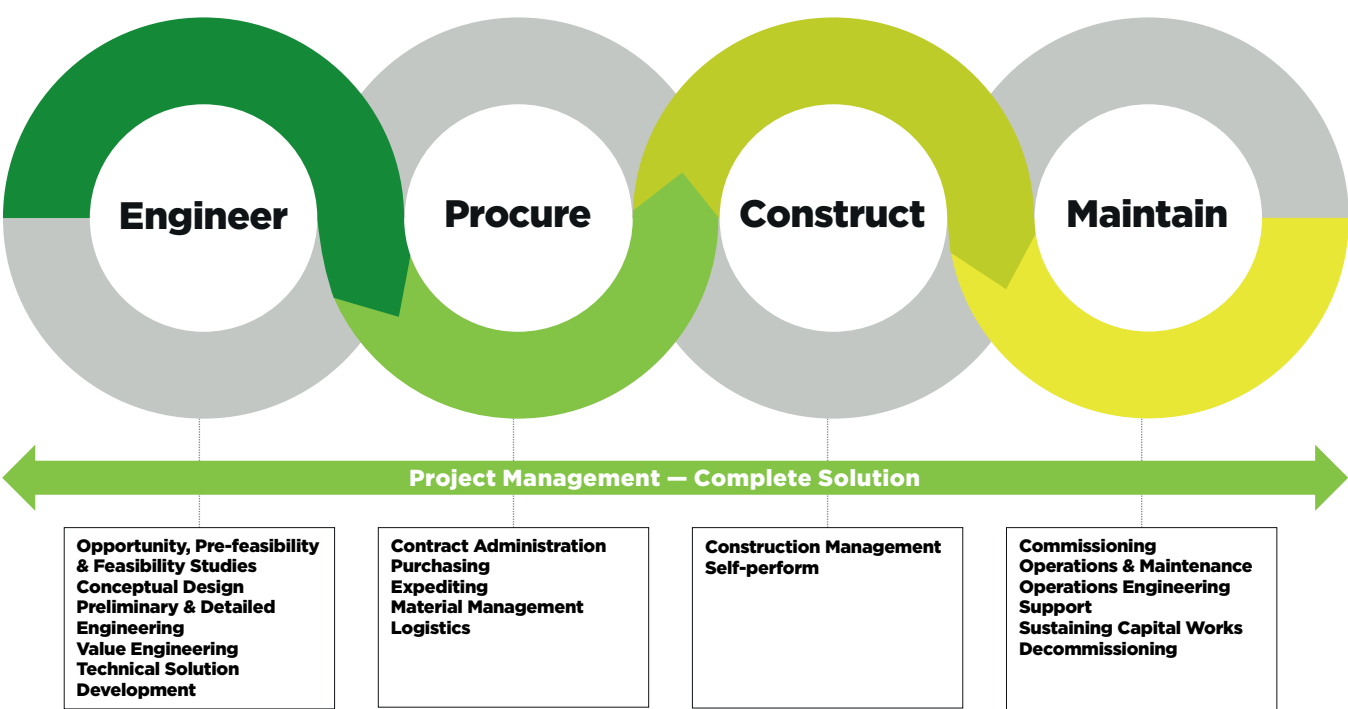 Engineer
Procure
Construct
Maintain
Project Management — Complete Solution
Opportunity, Pre-feasibility
& Feasibility Studies
Conceptual Design
Preliminary & Detailed
Engineering
Value Engineering
Technical Solution
Development
Contract Administration
Purchasing
Expediting
Material Management
Logistics
Construction Management
Self-perform
Commissioning
Operations & Maintenance
Operations Engineering
Support
Sustaining Capital Works
Decommissioning